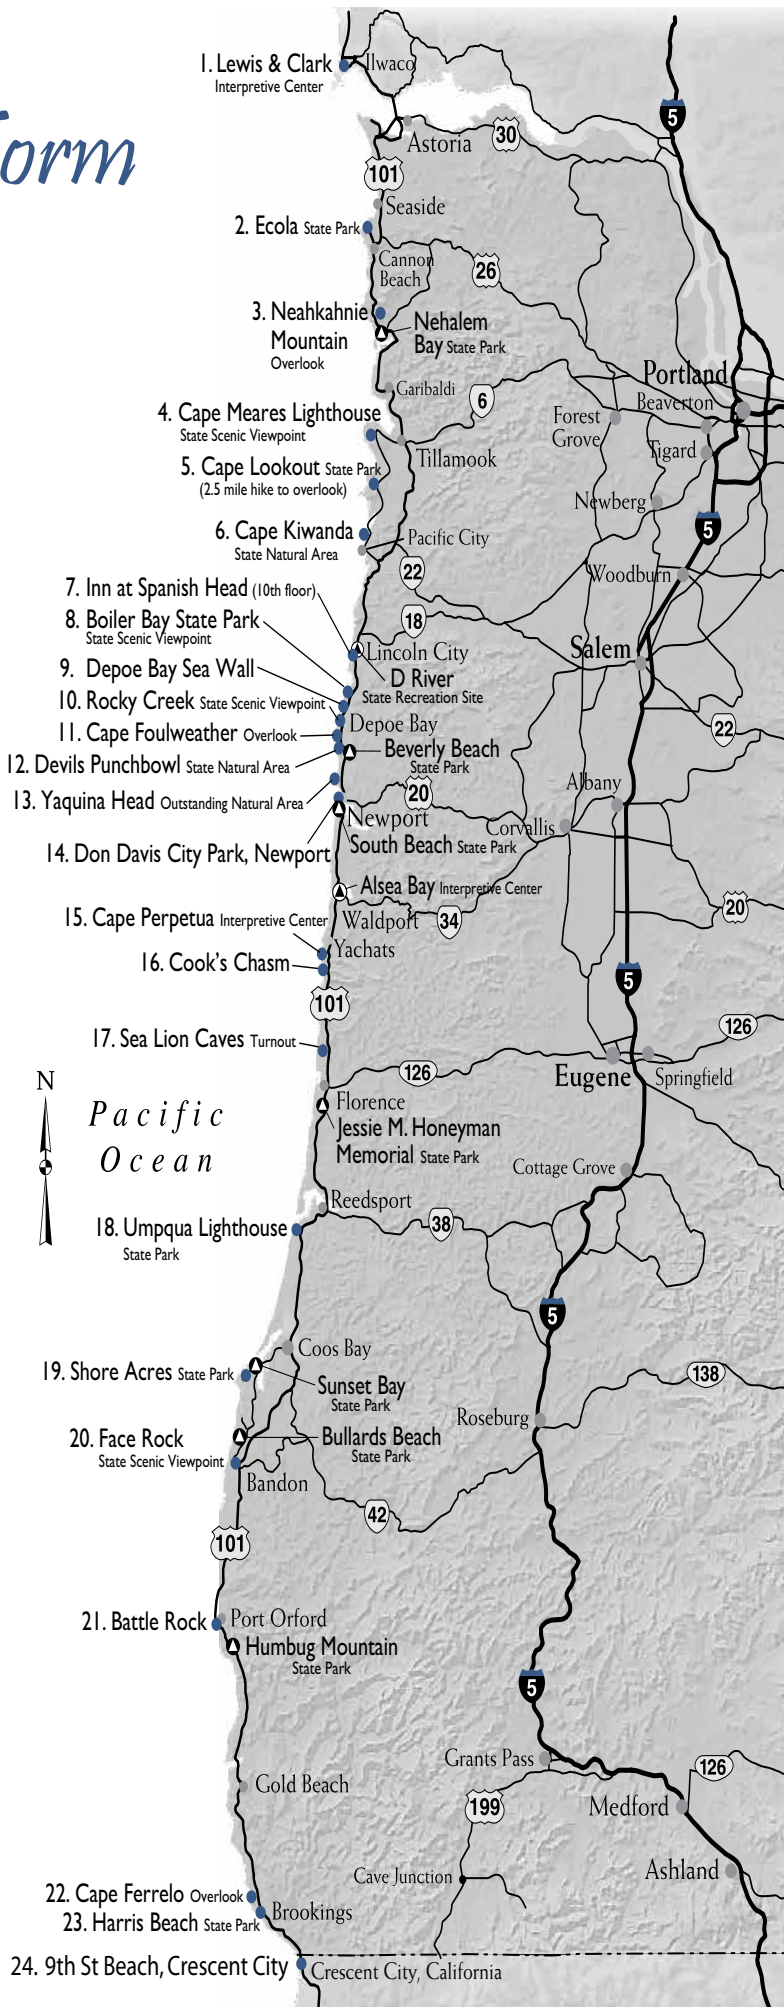 1. Lewis & Clark
Interpretive Center
Ilwaco
5
orm
30
Astoria
101
Seaside
2. Ecola State Park
Cannon
Beach
26
3. Neahkahnie
Mountain
Overlook
Nehalem
Bay State Park
Portland
Garibaldi
6
Beaverton
4. Cape Meares Lighthouse
State Scenic Viewpoint
Forest
Grove
Tigard
Tillamook
5. Cape Lookout State Park
(2.5 mile hike to overlook)
Newberg
5
6. Cape Kiwanda
State Natural Area
Pacific City
22
Woodburn
7. Inn at Spanish Head (10th floor)
8. Boiler Bay State Park
State Scenic Viewpoint
18
Salem
Lincoln City
9. Depoe Bay Sea Wall
D River
State Recreation Site
10. Rocky Creek State Scenic Viewpoint
Depoe Bay
22
11. Cape Foulweather Overlook
Beverly Beach
State Park
12. Devils Punchbowl State Natural Area
Albany
13. Yaquina Head Outstanding Natural Area
20
Newport
Corvallis
14. Don Davis City Park, Newport
South Beach State Park
Alsea Bay Interpretive Center
20
15. Cape Perpetua Interpretive Center
Waldport
34
Yachats
16. Cook's Chasm
5
101
126
17. Sea Lion Caves Turnout
126
Eugene
Springfield
N
Pacific
Ocean
Florence
Jessie M. Honeyman
Memorial State Park
Cottage Grove
Reedsport
18. Umpqua Lighthouse
State Park
38
5
Coos Bay
19. Shore Acres State Park
138
Sunset Bay
State Park
Roseburg
20. Face Rock
State Scenic Viewpoint
Bullards Beach
State Park
Bandon
42
101
21. Battle Rock
Port Orford
Humbug Mountain
State Park
5
Grants Pass
126
Gold Beach
199
Medford
Ashland
Cave Junction
22. Cape Ferrelo Overlook
23. Harris Beach State Park
Brookings
24. 9th St Beach, Crescent City
Crescent City, California